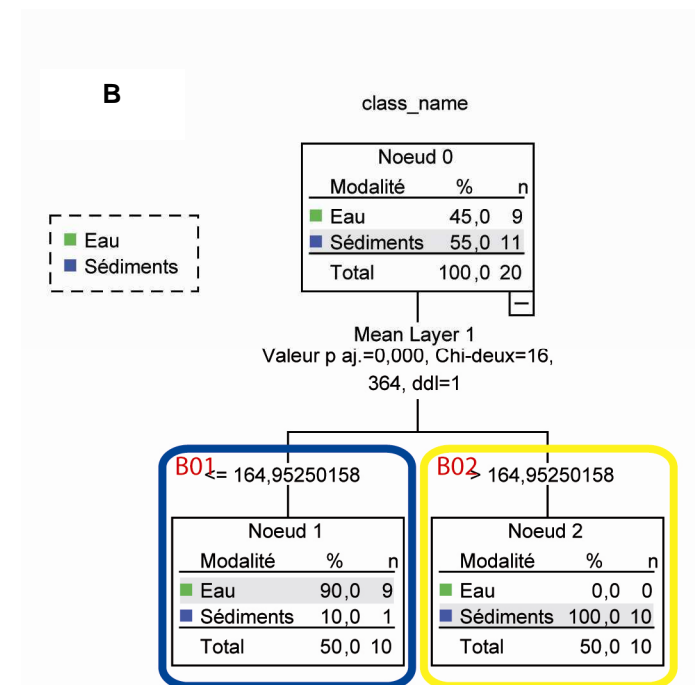 B
class_name
Noeud 0
Modalité % n
Eau 45,0 9
Sédiments 55,0 11
Total 100,0 20
Eau
Sédiments
Mean Layer 1
Valeur p aj.=0,000, Chi-deux=16,
364, ddl=1
B01 <= 164,95250158
B02 > 164,95250158
Noeud 1
Modalité % n
Eau 90,0 9
Sédiments 10,0 1
Total 50,0 10
Noeud 2
Modalité % n
Eau 0,0 0
Sédiments 100,0 10
Total 50,0 10